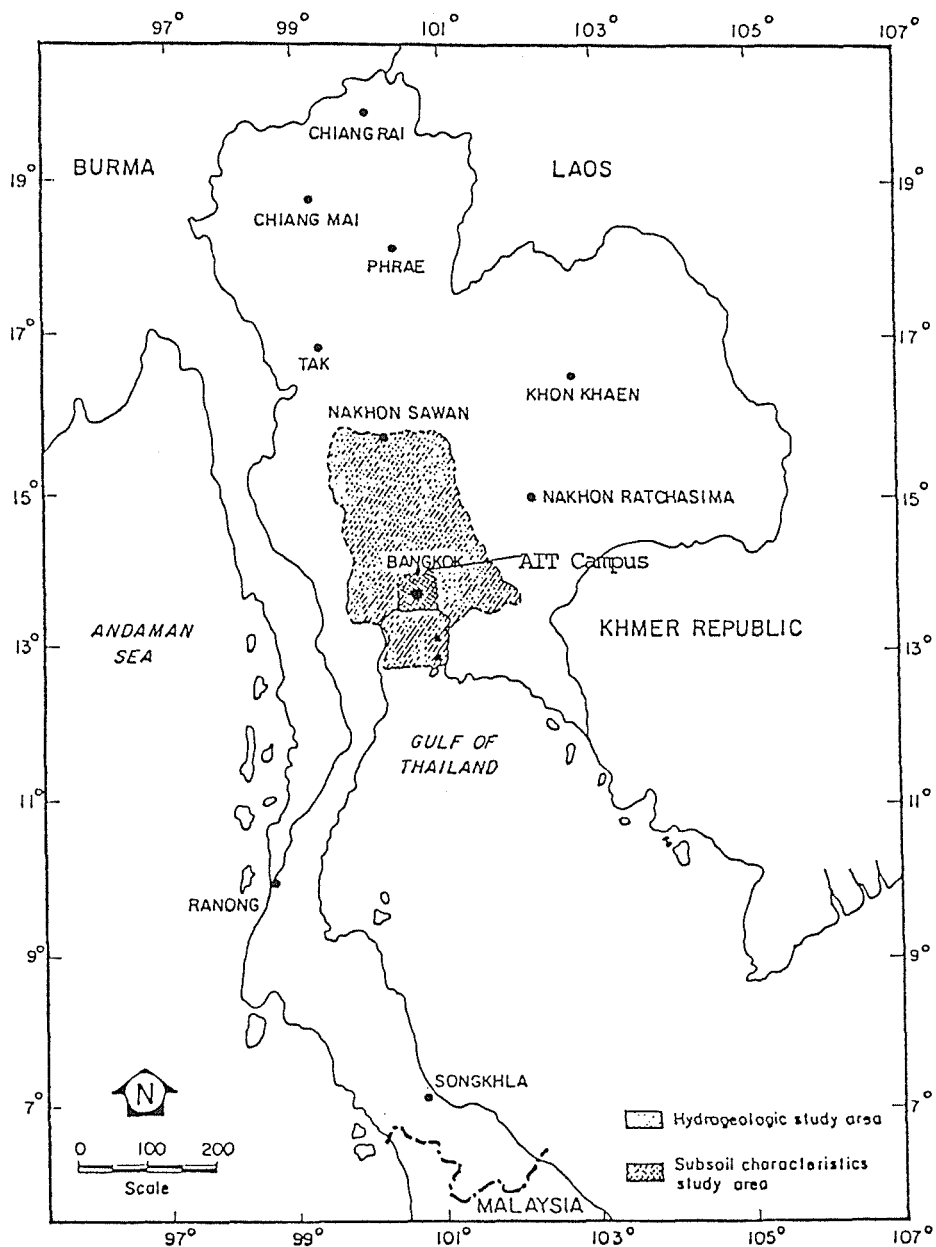 97° 99° 101° 103° 105° 107°
CHIANG RAI
BURMA LAOS
19° 19°
CHIANG MAI
PHRAE
17° 17°
TAK
KHON KHAEN
NAKHON SAWAN
15° NAKHON RATCHASIMA 15°
BANGKOK AIT Campus
ANDAMAN
SEA
KHMER REPUBLIC
13° 13°
GULF OF
THAILAND
11° 11°
RANONG
9° 9°
N
SONGKHLA
7° 7°
Hydrogeologic study area
0 100 200
Scale
Subsoil characteristics
study area
MALAYSIA
97° 99° 101° 103° 105° 107°